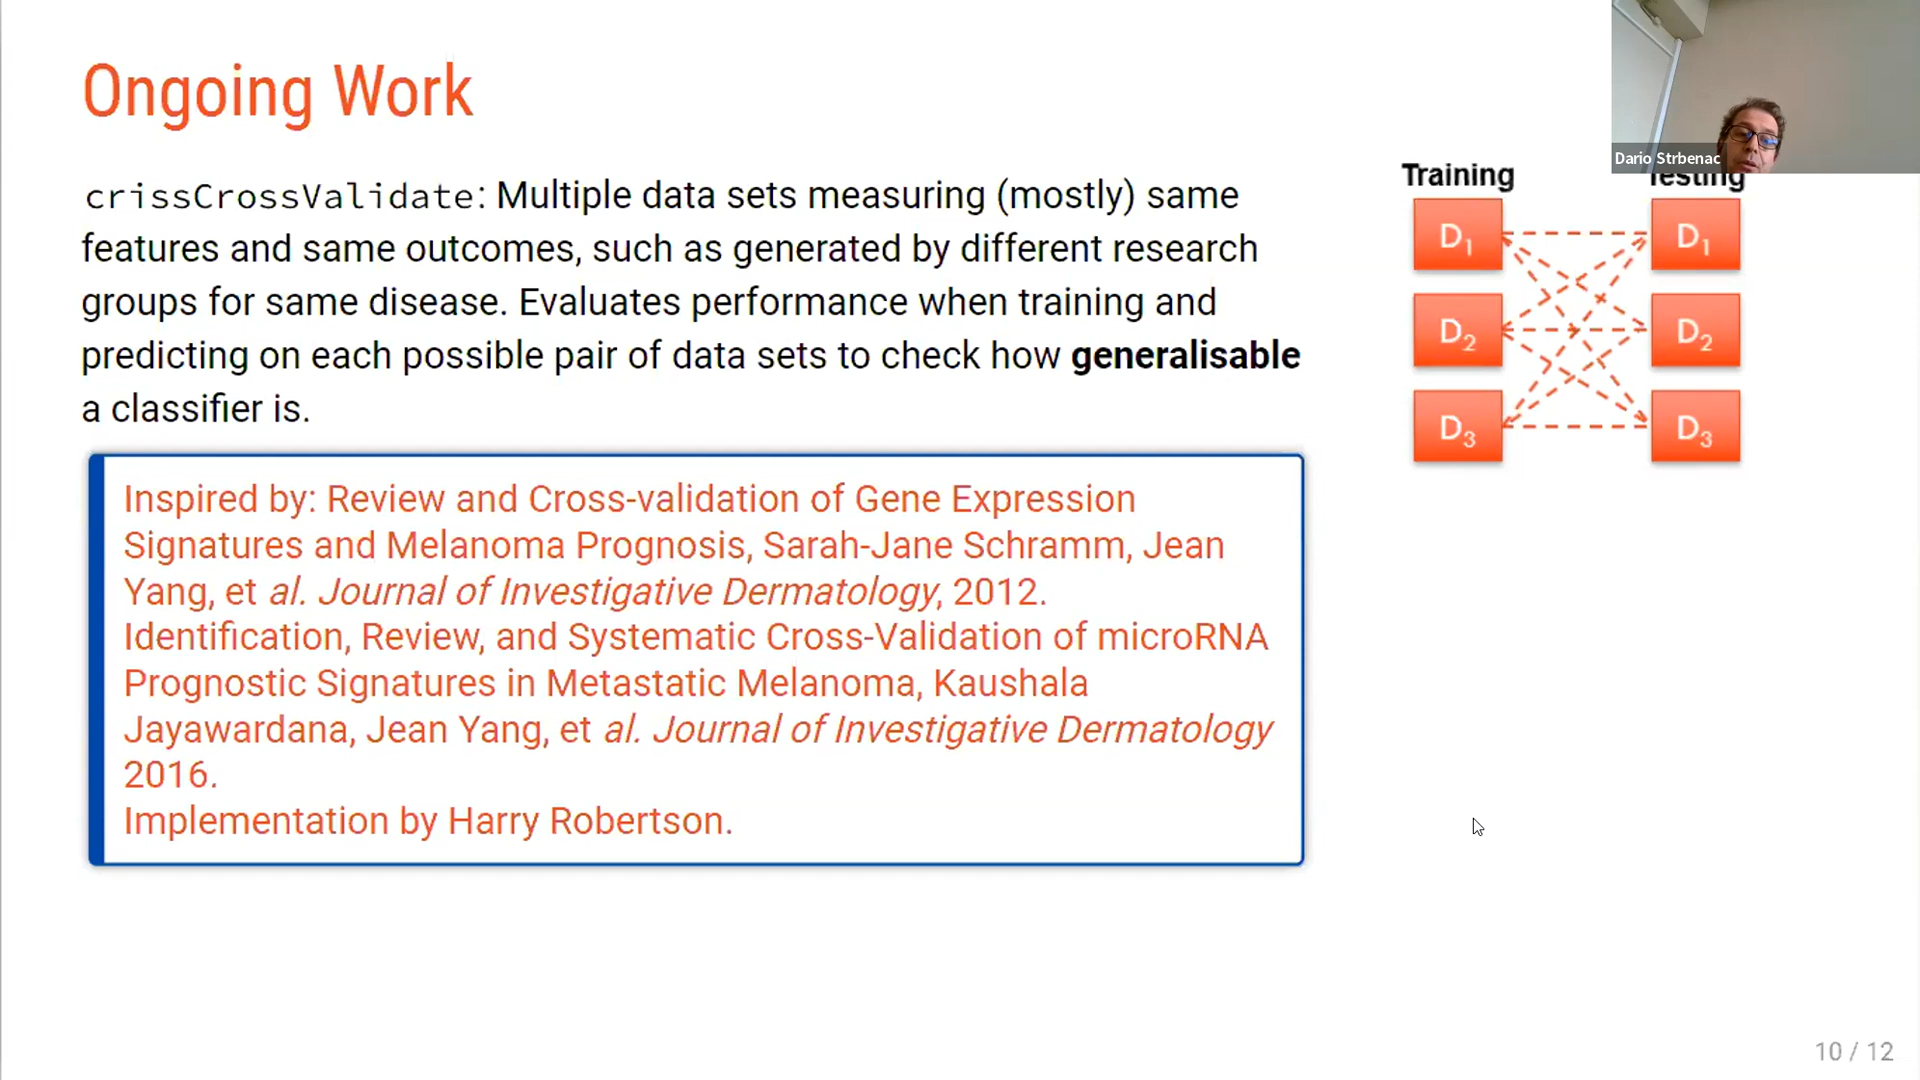 Ongoing Work
crissCrossValidate: Multiple data sets measuring (mostly) same
features and same outcomes, such as generated by different research
groups for same disease. Evaluates performance when training and
predicting on each possible pair of data sets to check how generalisable
a classifier is.
Inspired by: Review and Cross-validation of Gene Expression
Signatures and Melanoma Prognosis, Sarah-Jane Schramm, Jean
Yang, et al. Journal of Investigative Dermatology, 2012.
Identification, Review, and Systematic Cross-Validation of microRNA
Prognostic Signatures in Metastatic Melanoma, Kaushala
Jayawardana, Jean Yang, et al. Journal of Investigative Dermatology
2016.
Implementation by Harry Robertson.
Dario Strbenac
Training Testing
D1 D1
D2 D2
D3 D3
10 / 12